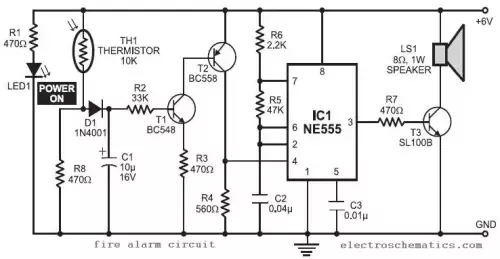 R1
470Ω
LED1
POWER
ON
TH1
THERMISTOR
10K
D1
1N4001
R8
470Ω
+
C1
10µ
16V
R2
33K
T1
BC548
T2
BC558
R3
470Ω
R4
560Ω
R6
2.2K
R5
47K
C2
0.04µ
7
6
2
4
8
IC1
NE555
3
1
5
C3
0.01µ
R7
470Ω
T3
SL100B
LS1
8Ω, 1W
SPEAKER
+6V
GND
fire alarm circuit
electroschematics.com